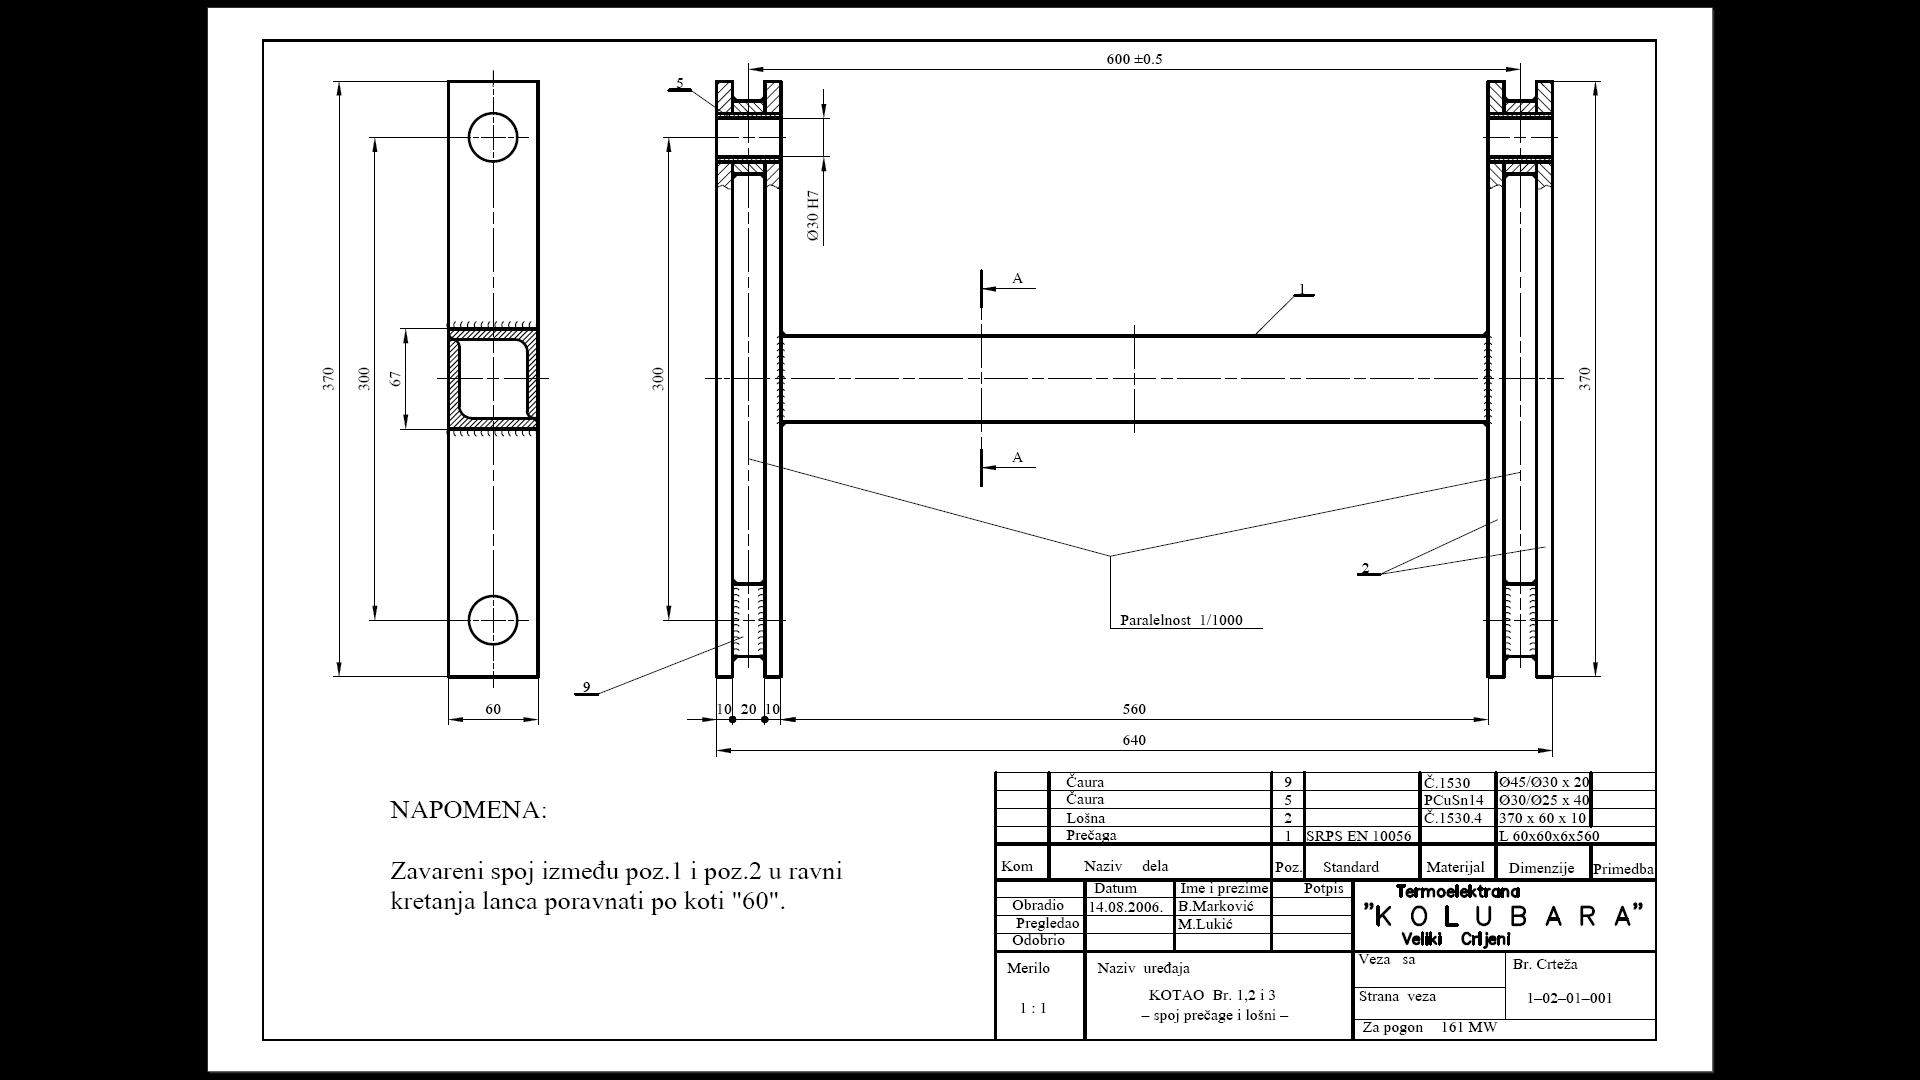 600 ±0.5
5
Ø30 H7
A
1
370
300
67
300
370
A
2
Paralelnost 1/1000
9
60
10 20 10
560
640
NAPOMENA:
Zavareni spoj između poz.1 i poz.2 u ravni
kretanja lanca poravnati po koti "60".
Čaura 9 Č.1530 Ø45/Ø30 x 20
Čaura 5 PCuSn14 Ø30/Ø25 x 40
Lošna 2 Č.1530.4 370 x 60 x 10
Prečaga 1 SRPS EN 10056 L 60x60x6x560
Kom Naziv dela Poz. Standard Materijal Dimenzije Primedba
Datum Ime i prezime Potpis
Obradio 14.08.2006. B.Marković
Pregledao M.Lukić
Odobrio
Termoelektrana
"K O L U B A R A"
Veliki Crljeni
Merilo
1 : 1
Naziv uređaja
KOTAO Br. 1,2 i 3
– spoj prečage i lošni –
Veza sa
Strana veza
Br. Crteža
1–02–01–001
Za pogon 161 MW